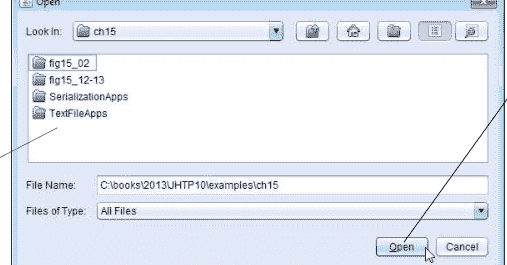 Open
Look In: ch15
fig15_02
fig15_12-13
SerializationApps
TextFileApps
File Name: C:\books\2013\JHTP10\examples\ch15
Files of Type: All Files
Open Cancel